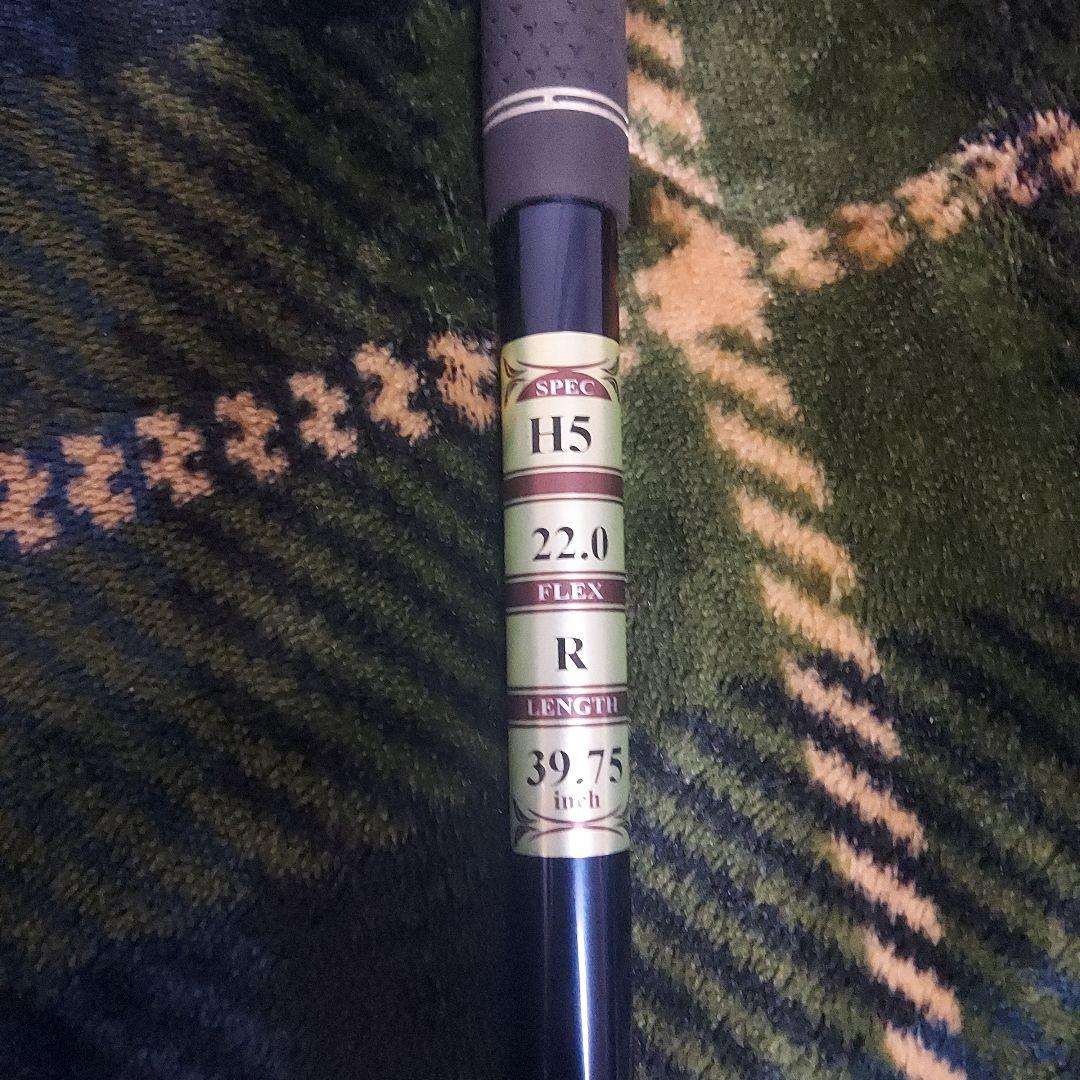 SPEC
H5
22.0
FLEX
R
LENGTH
39.75
inch